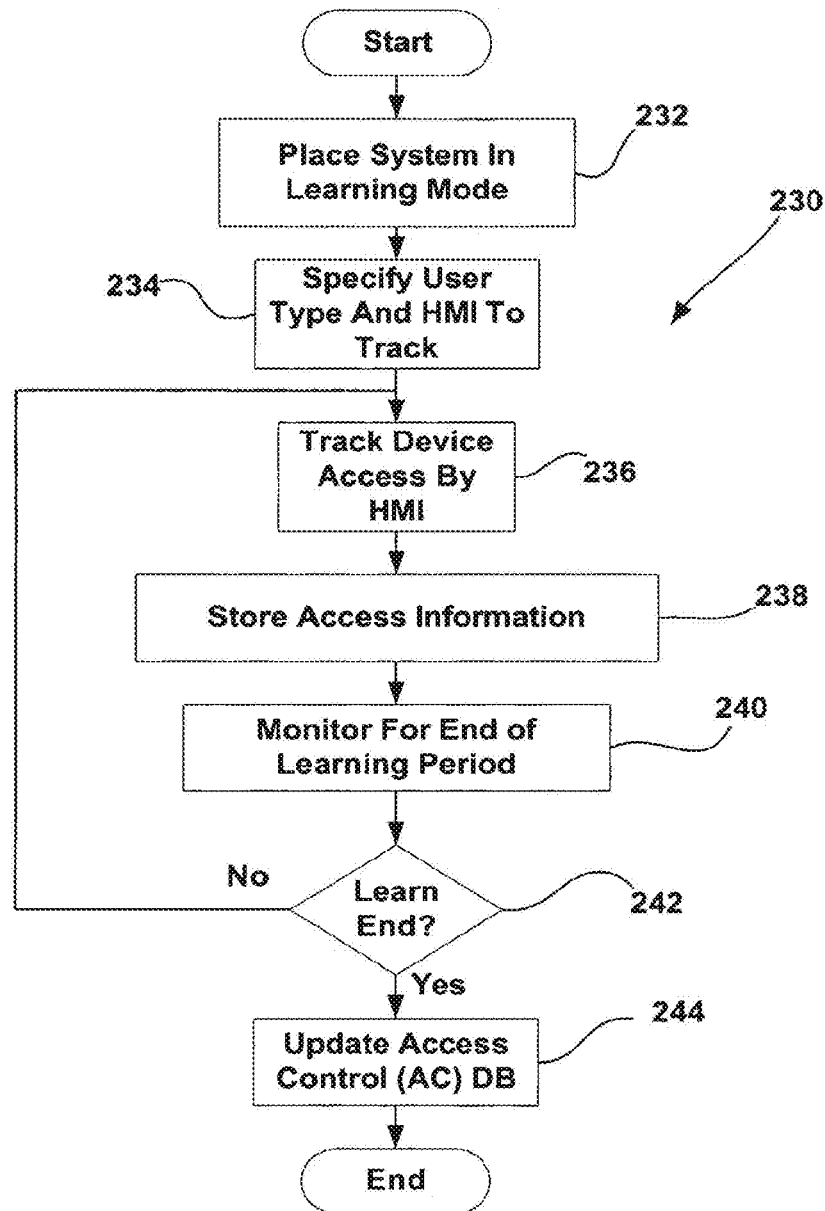 Start
232
Place System In
Learning Mode
230
234
Specify User
Type And HMI To
Track
Track Device
Access By
HMI
236
Store Access Information
238
240
Monitor For End of
Learning Period
No
Learn
End?
242
Yes
244
Update Access
Control (AC) DB
End